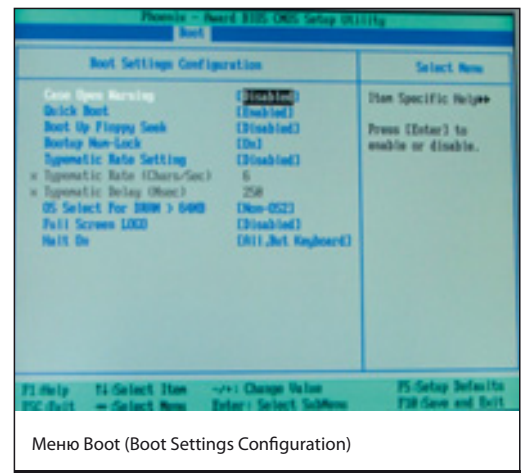 Phoenix - Award BIOS CMOS Setup Utility
Boot
Boot Settings Configuration
Select Menu
Case Open Warning [Disabled]
Quick Boot [Enabled]
Boot Up Floppy Seek [Disabled]
Bootup Num-Lock [On]
Typematic Rate Setting [Disabled]
x Typematic Rate (Chars/Sec) 6
x Typematic Delay (Msec) 250
OS Select For DRAM > 64MB [Non-OS2]
Full Screen LOGO [Disabled]
Halt On [All,But Keyboard]
Item Specific Help▸▸
Press [Enter] to
enable or disable.
F1:Help ↑↓:Select Item -/+: Change Value F5:Setup Defaults
ESC:Exit ↔:Select Menu Enter: Select SubMenu F10:Save and Exit
Меню Boot (Boot Settings Configuration)